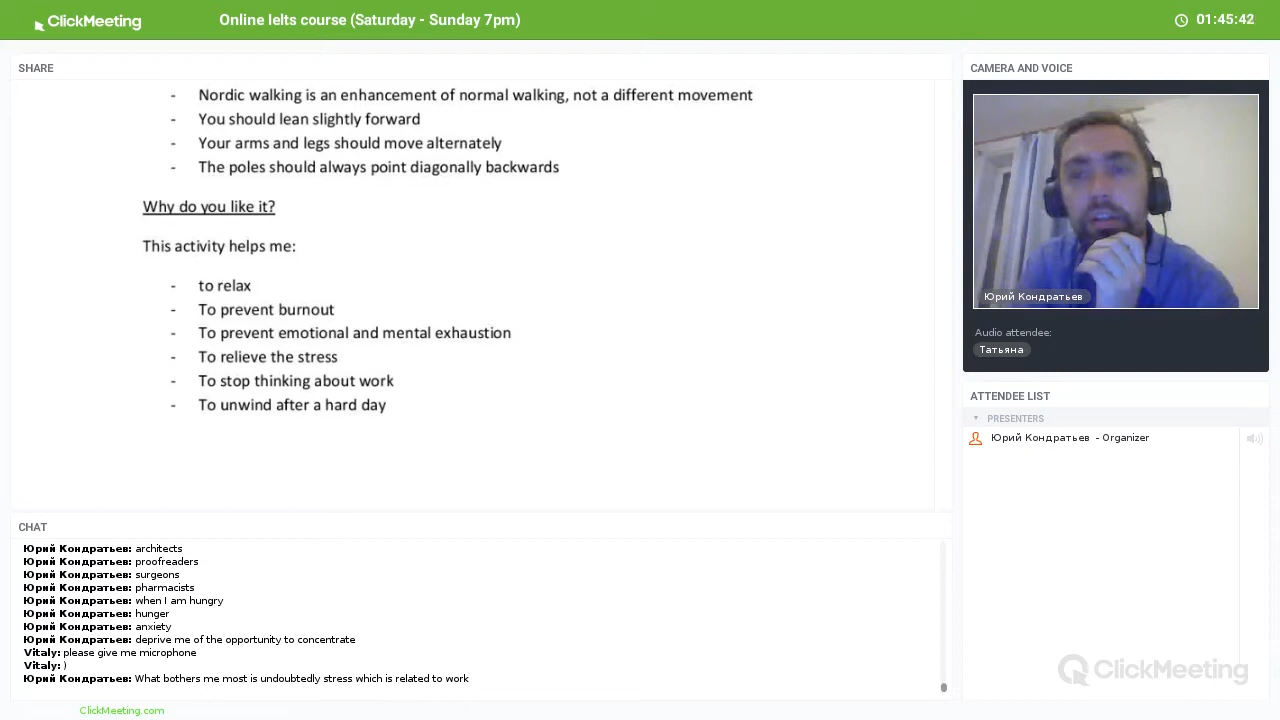 ClickMeeting
Online Ielts course (Saturday - Sunday 7pm)
01:45:42
SHARE
- Nordic walking is an enhancement of normal walking, not a different movement
- You should lean slightly forward
- Your arms and legs should move alternately
- The poles should always point diagonally backwards
Why do you like it?
This activity helps me:
- to relax
- To prevent burnout
- To prevent emotional and mental exhaustion
- To relieve the stress
- To stop thinking about work
- To unwind after a hard day
CHAT
Юрий Кондратьев: architects
Юрий Кондратьев: proofreaders
Юрий Кондратьев: surgeons
Юрий Кондратьев: pharmacists
Юрий Кондратьев: when I am hungry
Юрий Кондратьев: hunger
Юрий Кондратьев: anxiety
Юрий Кондратьев: deprive me of the opportunity to concentrate
Vitaly: please give me microphone
Vitaly: )
Юрий Кондратьев: What bothers me most is undoubtedly stress which is related to work
ClickMeeting.com
CAMERA AND VOICE
Юрий Кондратьев
Audio attendee:
Татьяна
ATTENDEE LIST
PRESENTERS
Юрий Кондратьев - Organizer
ClickMeeting